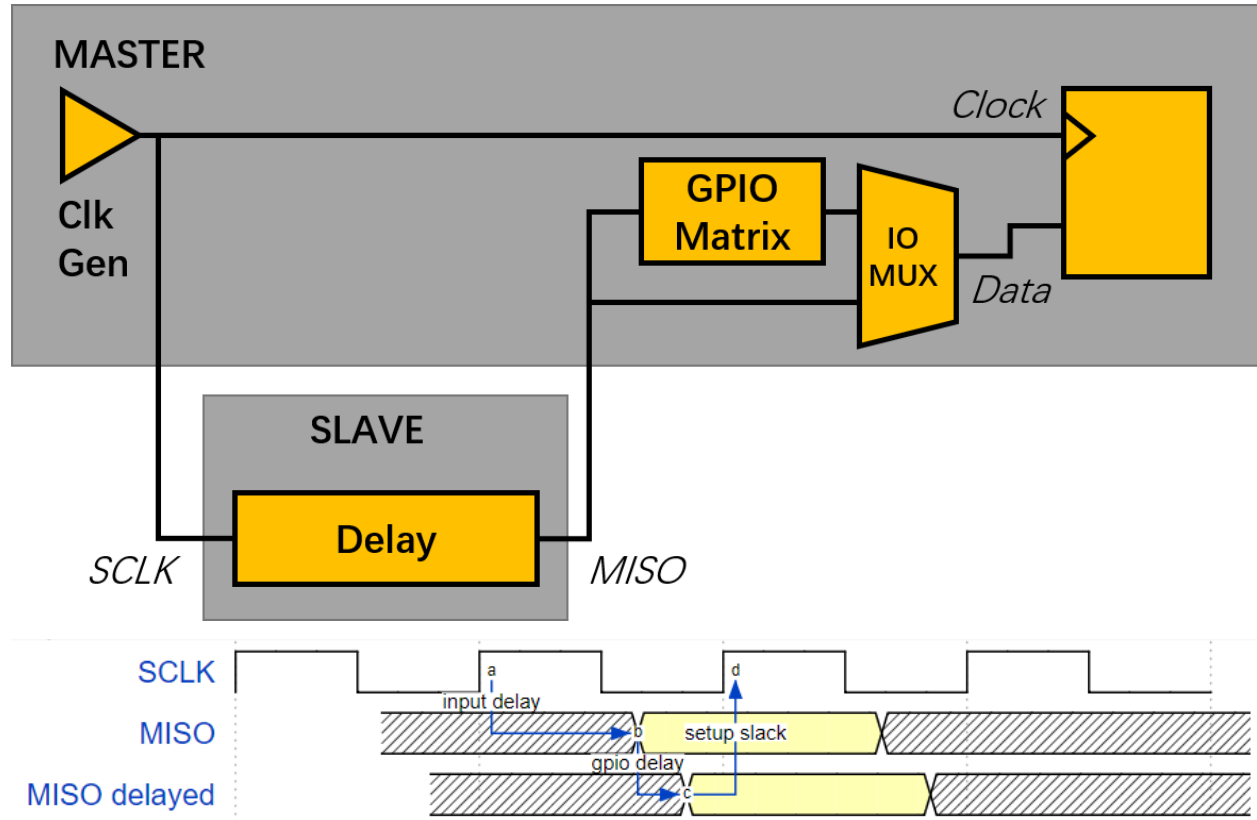 MASTER
Clk
Gen
Clock
GPIO
Matrix
IO
MUX
Data
SLAVE
Delay
SCLK
MISO
SCLK
a
d
input delay
MISO
b
setup slack
gpio delay
MISO delayed
c